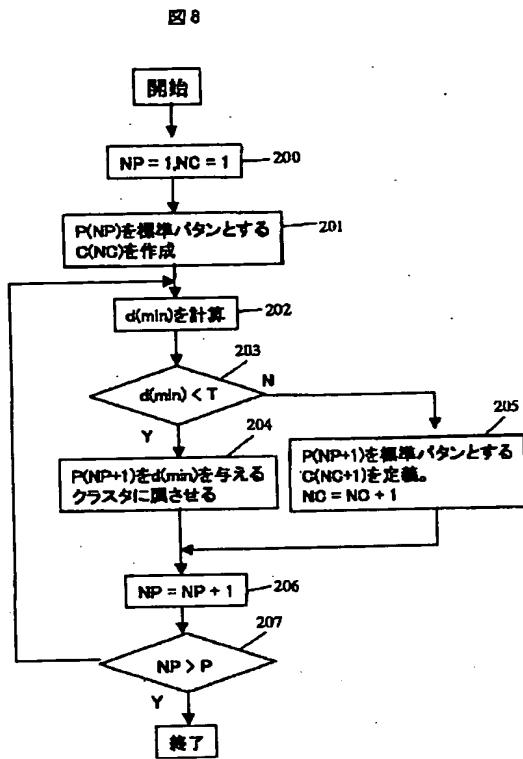 図8
開始
NP = 1,NC = 1
200
P(NP)を標準パタンとする
C(NC)を作成
201
d(min)を計算
202
203
d(min) < T
N
Y
204
P(NP+1)をd(min)を与える
クラスタに属させる
205
P(NP+1)を標準パタンとする
C(NC+1)を定義。
NC = NC + 1
NP = NP + 1
206
207
NP > P
Y
終了